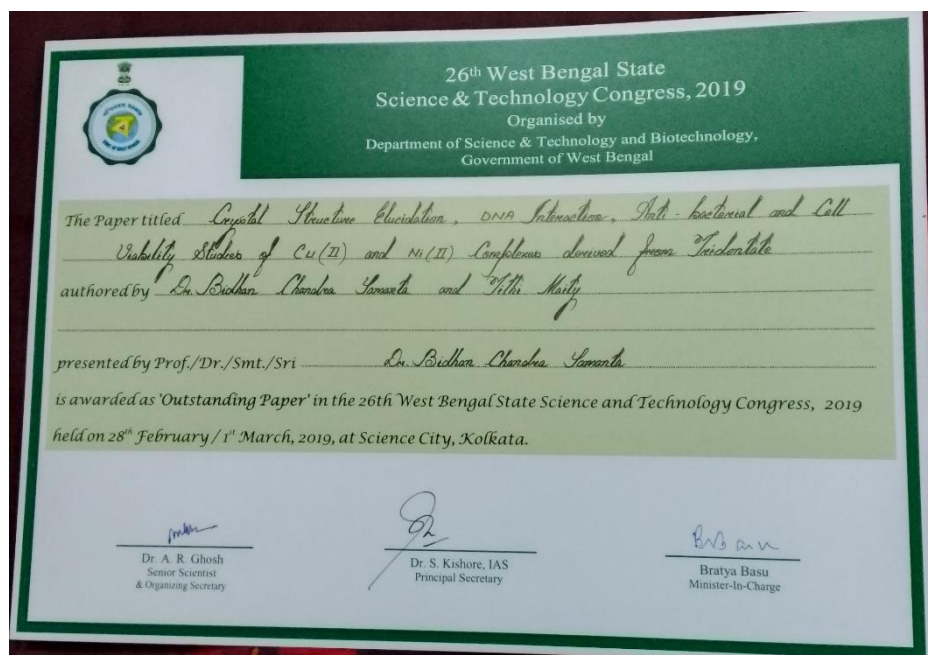 26th West Bengal State
Science & Technology Congress, 2019
Organised by
Department of Science & Technology and Biotechnology,
Government of West Bengal
The Paper titled Crystal Structure Elucidation, DNA Interaction, Anti-bacterial and Cell
Viability Studies of Cu(II) and Ni(II) Complexes derived from Tridentate
authored by Dr. Bidhan Chandra Samanta and Tithi Maity
presented by Prof./Dr./Smt./Sri Dr. Bidhan Chandra Samanta
is awarded as 'Outstanding Paper' in the 26th West Bengal State Science and Technology Congress, 2019
held on 28th February / 1st March, 2019, at Science City, Kolkata.
Dr. A. R. Ghosh
Senior Scientist
& Organizing Secretary
Dr. S. Kishore, IAS
Principal Secretary
Bratya Basu
Minister-In-Charge